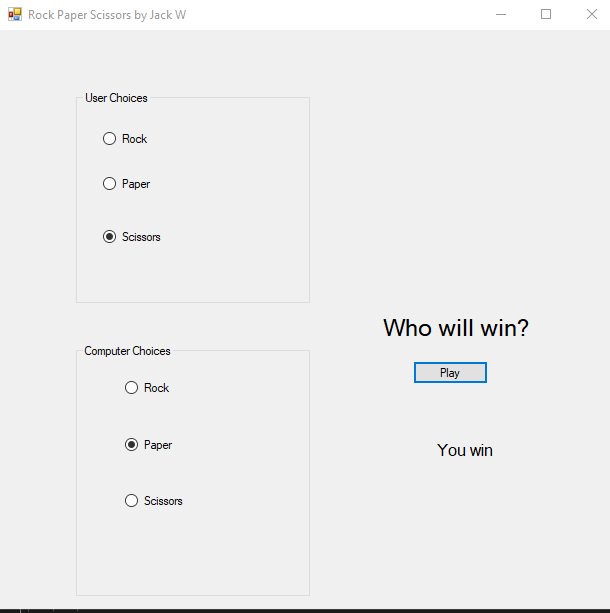 Rock Paper Scissors by Jack W
User Choices
Rock
Paper
Scissors
Who will win?
Play
You win
Computer Choices
Rock
Paper
Scissors